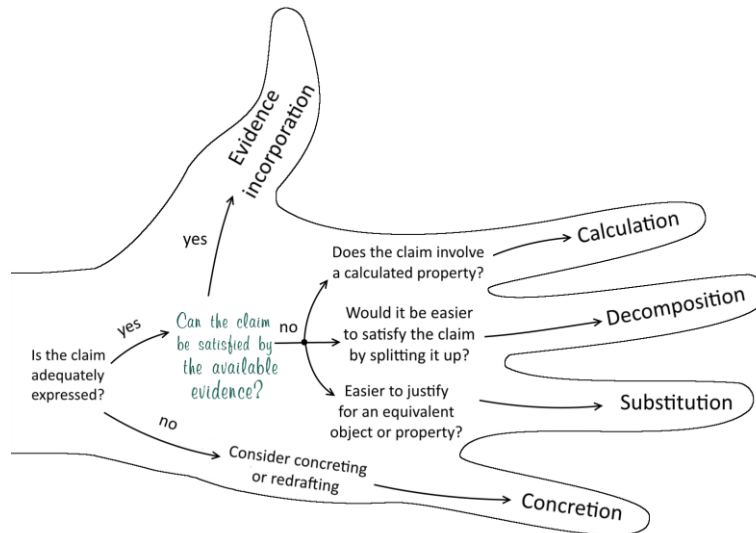 Evidence
incorporation
yes
Does the claim involve
a calculated property?
Calculation
yes
Can the claim
be satisfied by
the available
evidence?
no
Would it be easier
to satisfy the claim
by splitting it up?
Decomposition
Is the claim
adequately
expressed?
Easier to justify
for an equivalent
object or property?
Substitution
no
Consider concreting
or redrafting
Concretion